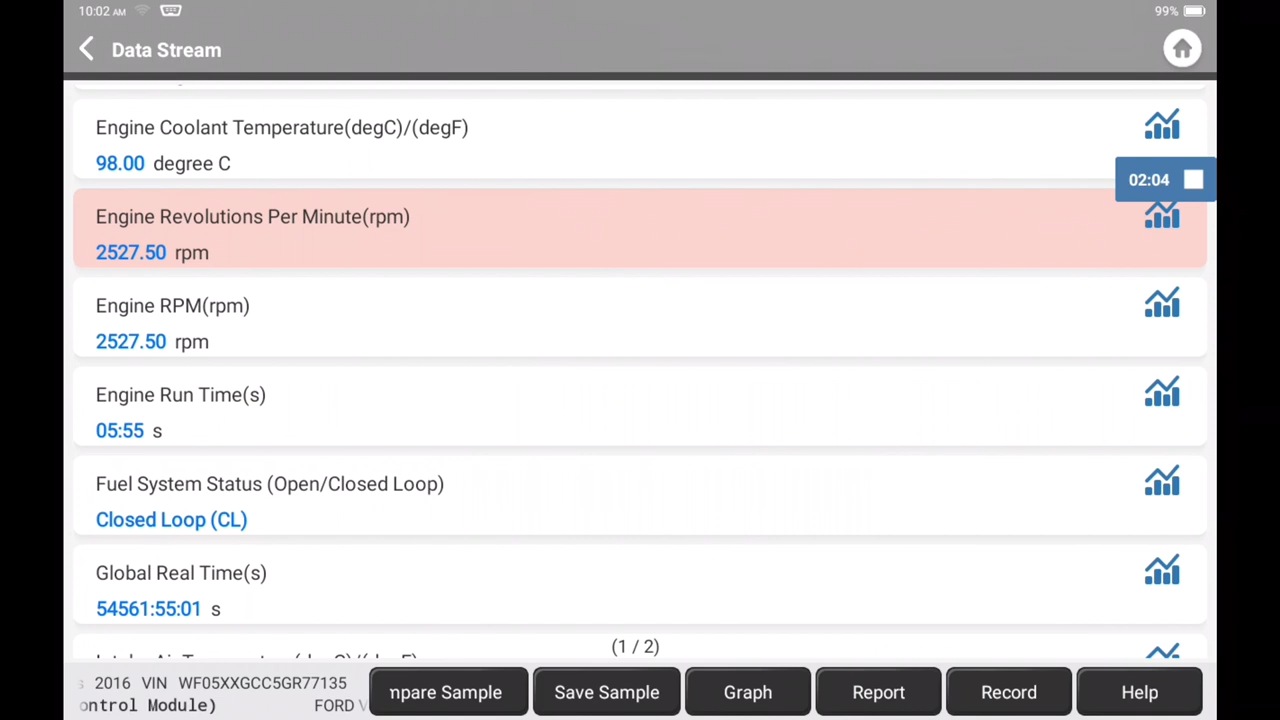 10:02 AM
99%
Data Stream
Engine Coolant Temperature(degC)/(degF)
98.00 degree C
02:04
Engine Revolutions Per Minute(rpm)
2527.50 rpm
Engine RPM(rpm)
2527.50 rpm
Engine Run Time(s)
05:55 s
Fuel System Status (Open/Closed Loop)
Closed Loop (CL)
Global Real Time(s)
54561:55:01 s
(1 / 2)
s 2016 VIN WF05XXGCC5GR77135
ontrol Module) FORD V
npare Sample
Save Sample
Graph
Report
Record
Help